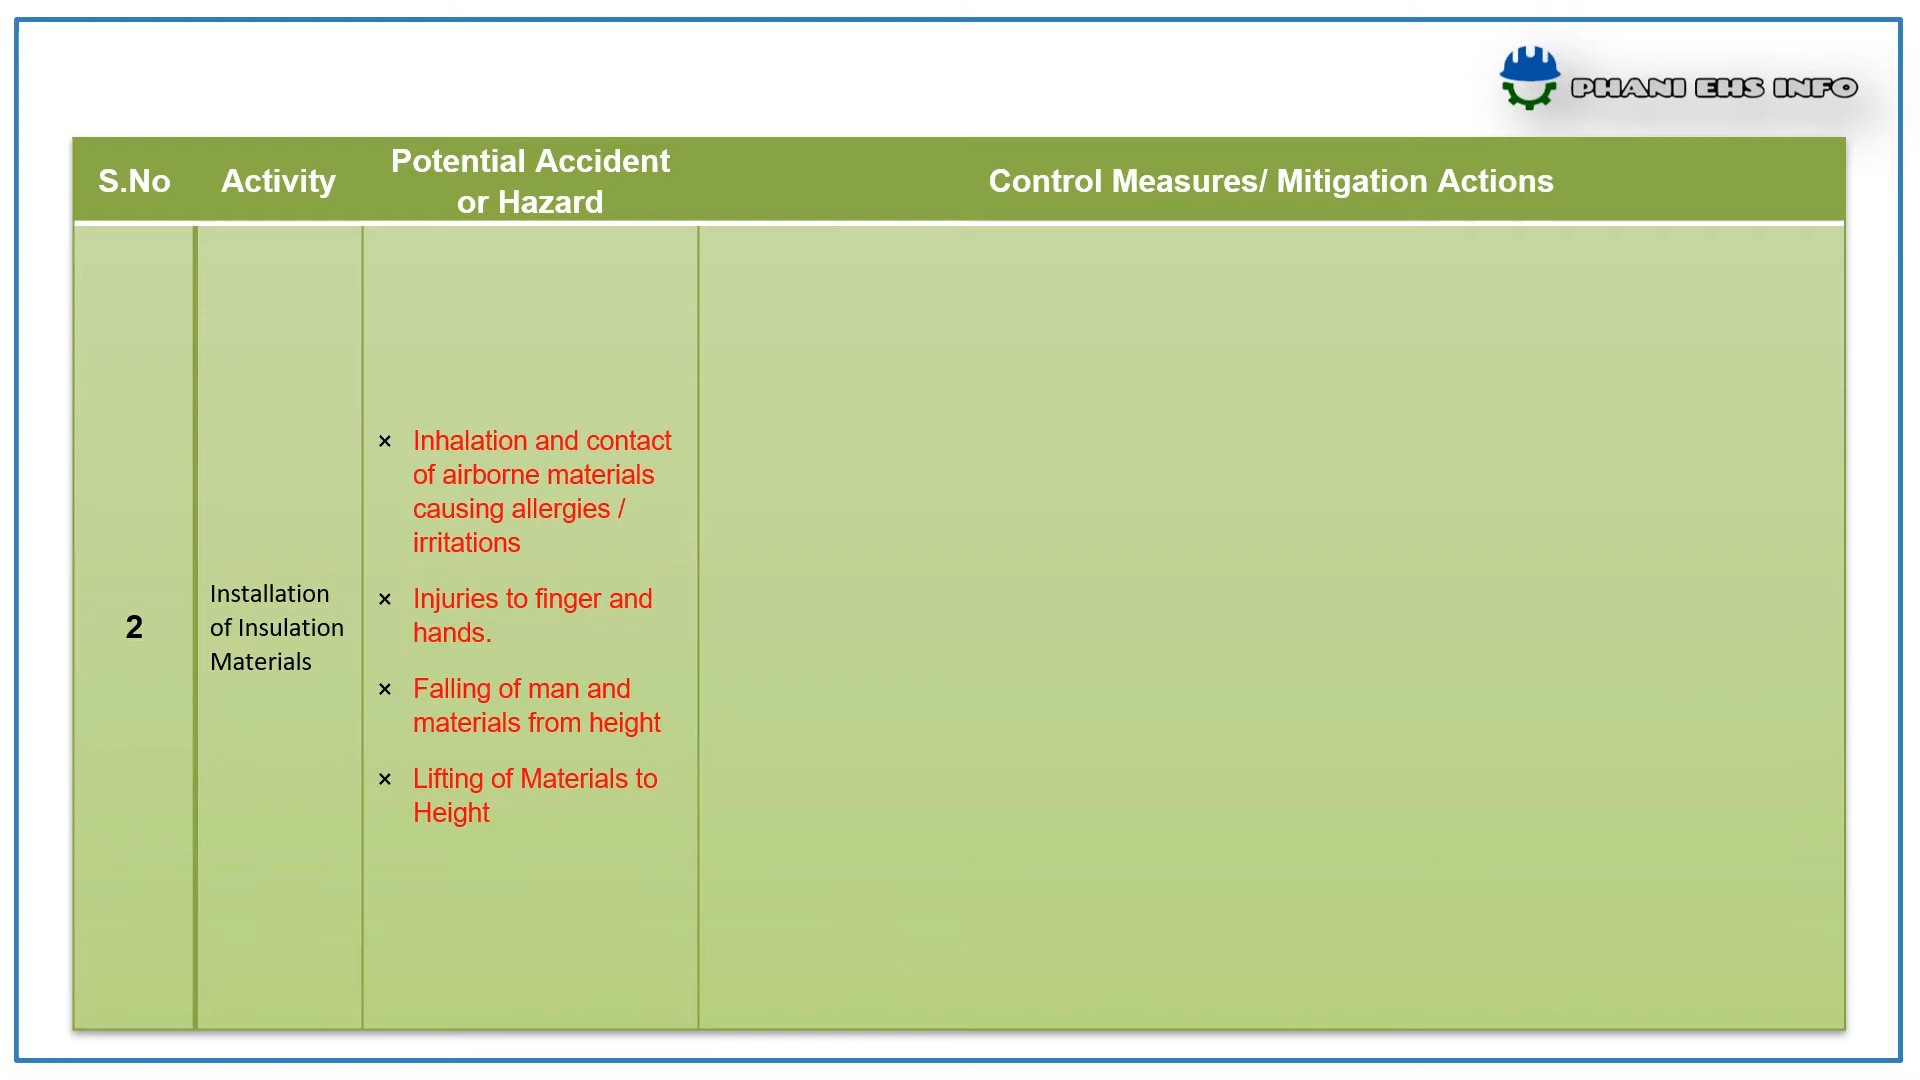 PHANI EHS INFO
S.No
Activity
Potential Accident
or Hazard
Control Measures/ Mitigation Actions
2
Installation
of Insulation
Materials
× Inhalation and contact
of airborne materials
causing allergies /
irritations
× Injuries to finger and
hands.
× Falling of man and
materials from height
× Lifting of Materials to
Height